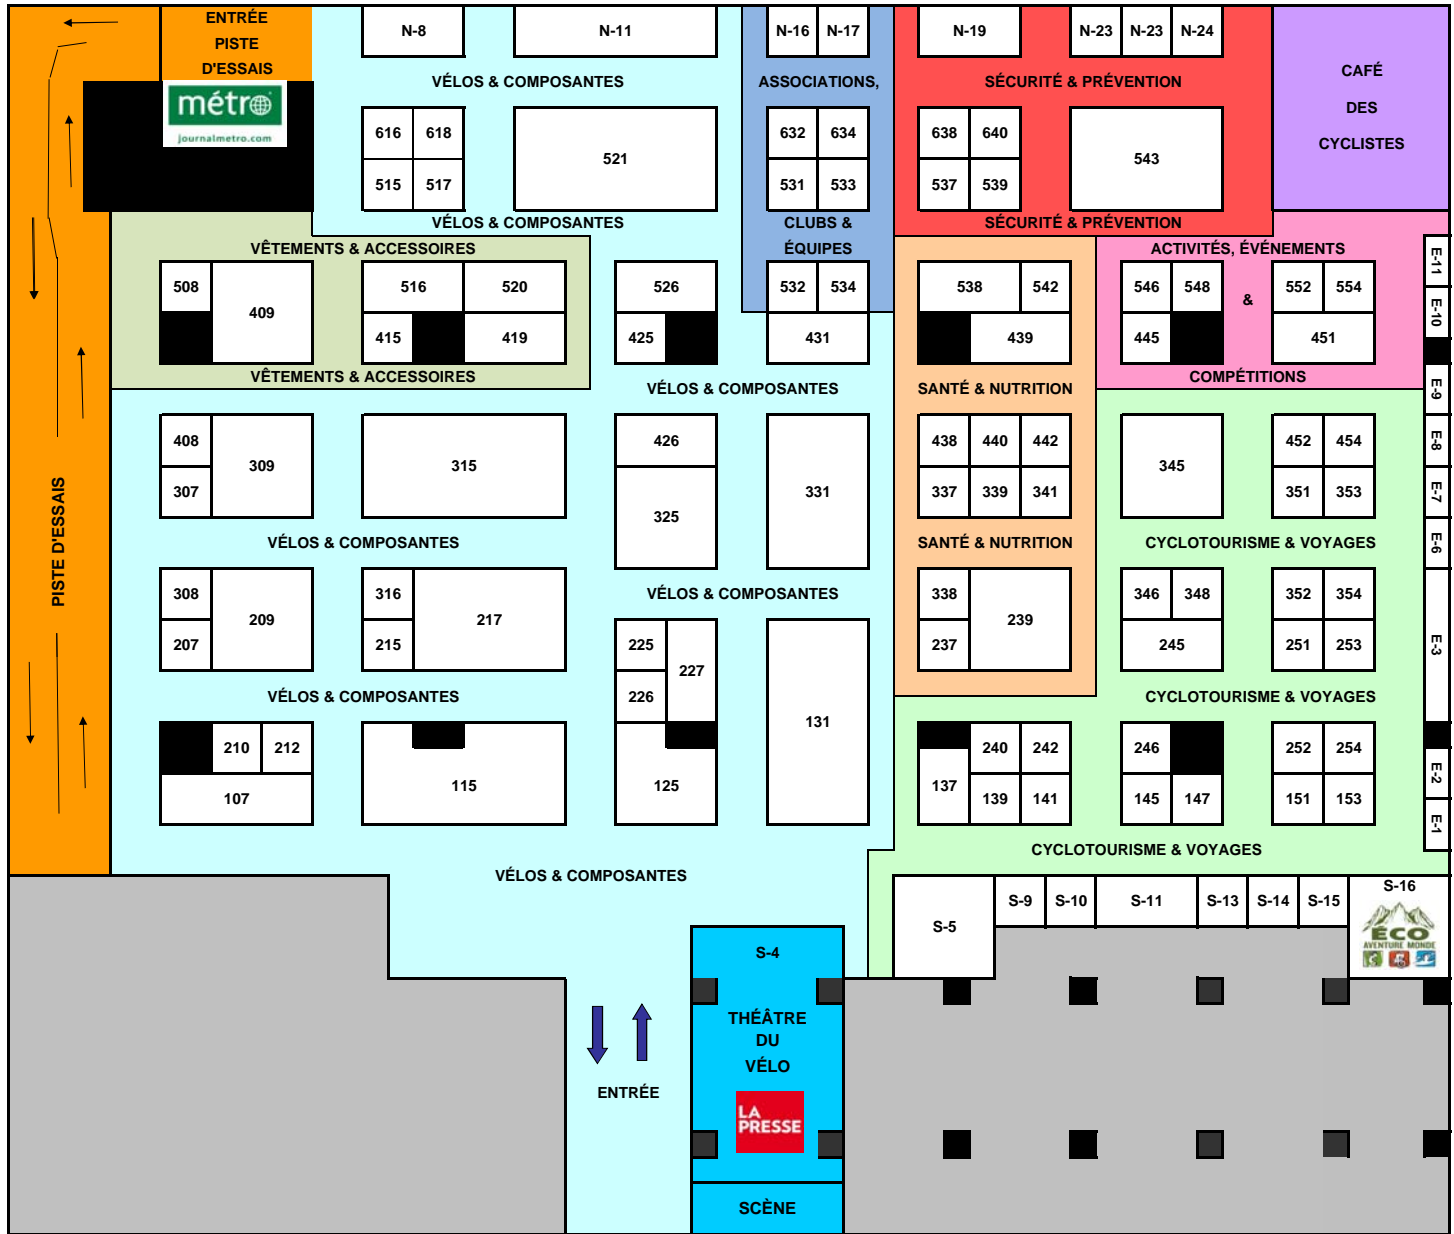 ENTRÉE
PISTE
D'ESSAIS
métro
journalmetro.com
N-8 N-11 N-16 N-17 N-19 N-23 N-23 N-24
VÉLOS & COMPOSANTES ASSOCIATIONS, SÉCURITÉ & PRÉVENTION
CAFÉ
DES
CYCLISTES
616 618 632 634 638 640
521 543
515 517 531 533 537 539
VÉLOS & COMPOSANTES CLUBS & SÉCURITÉ & PRÉVENTION
VÊTEMENTS & ACCESSOIRES ÉQUIPES ACTIVITÉS, ÉVÉNEMENTS
508 516 520 526 532 534 538 542 546 548 552 554 E-11
409 &
415 419 425 431 439 445 451 E-10
VÊTEMENTS & ACCESSOIRES VÉLOS & COMPOSANTES SANTÉ & NUTRITION COMPÉTITIONS E-9
408 426 438 440 442 452 454 E-8
309 315 345
307 331 337 339 341 351 353 E-7
325
PISTE D'ESSAIS
VÉLOS & COMPOSANTES SANTÉ & NUTRITION CYCLOTOURISME & VOYAGES E-6
308 316 VÉLOS & COMPOSANTES 338 346 348 352 354
209 217 239
207 215 225 237 245 251 253 E-3
227
226
VÉLOS & COMPOSANTES CYCLOTOURISME & VOYAGES
131
210 212 240 242 246 252 254 E-2
115 125 137
107 139 141 145 147 151 153 E-1
CYCLOTOURISME & VOYAGES
VÉLOS & COMPOSANTES
S-5 S-9 S-10 S-11 S-13 S-14 S-15 S-16
ÉCO
AVENTURE MONDE
S-4
THÉÂTRE
DU
VÉLO
ENTRÉE
LA
PRESSE
SCÈNE